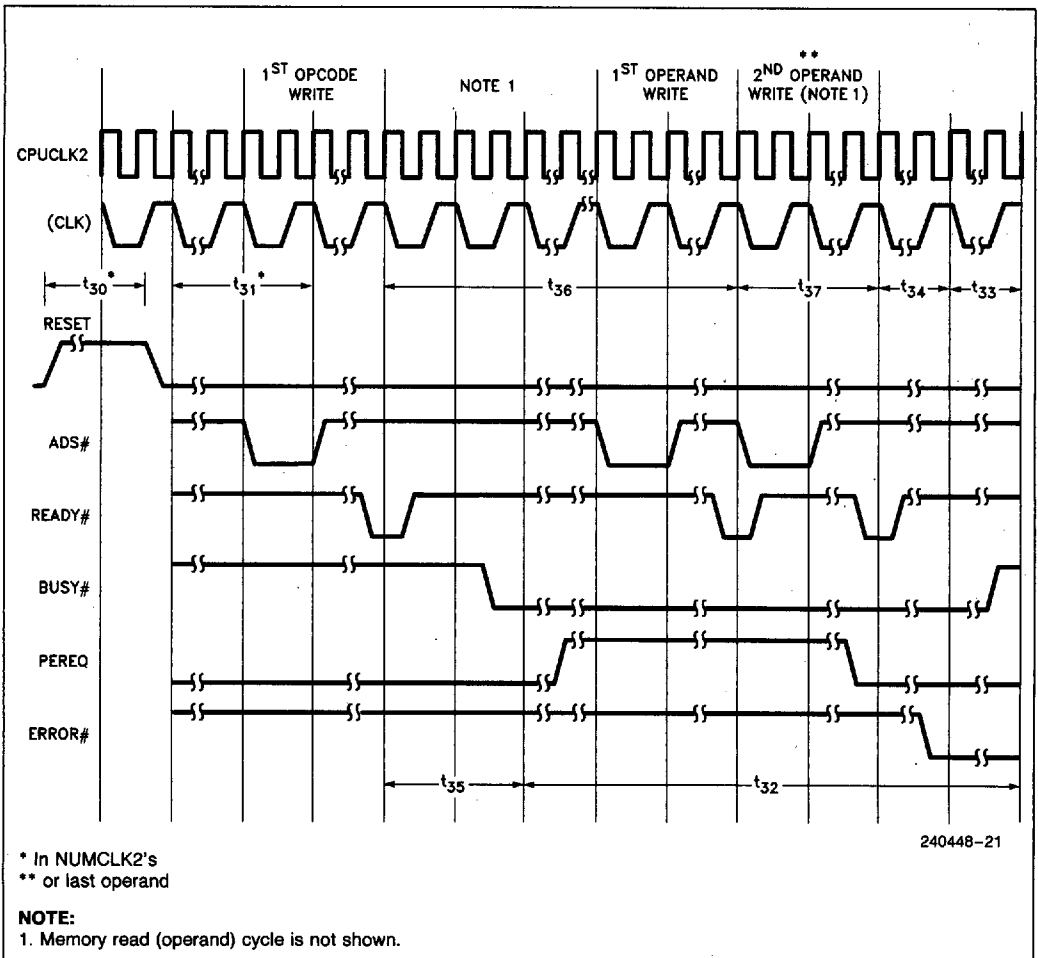 1ST OPCODE
WRITE
NOTE 1
1ST OPERAND
WRITE
**
2ND OPERAND
WRITE (NOTE 1)
CPUCLK2
(CLK)
t30*
t31*
t36
t37
t34
t33
RESET
ADS#
READY#
BUSY#
PEREQ
ERROR#
t35
t32
240448-21
* In NUMCLK2's
** or last operand
NOTE:
1. Memory read (operand) cycle is not shown.